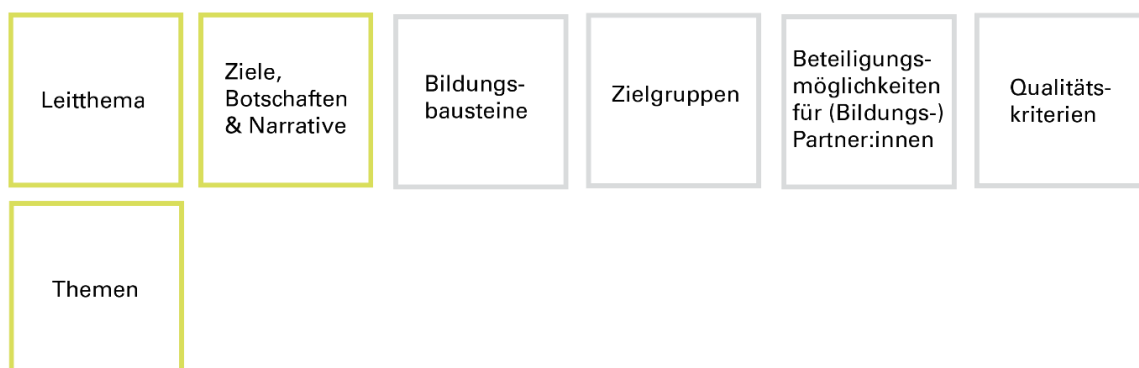 Leitthema
Ziele,
Botschaften
& Narrative
Bildungs-
bausteine
Zielgruppen
Beteiligungs-
möglichkeiten
für (Bildungs-)
Partner:innen
Qualitäts-
kriterien
Themen